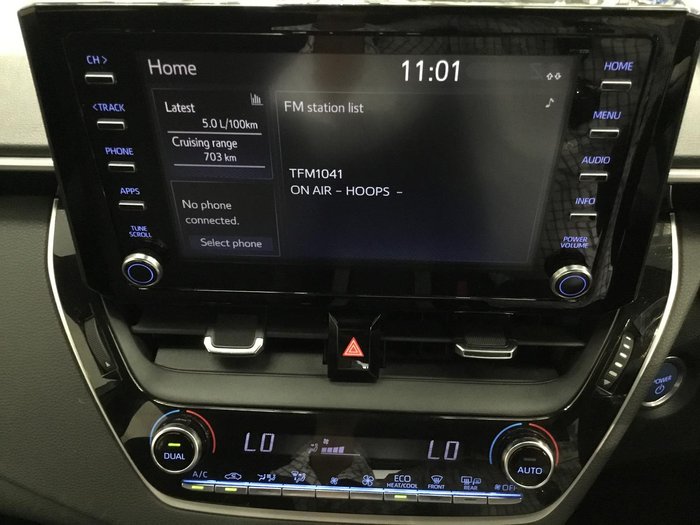 CH >
Home
11:01
HOME
<TRACK
Latest
5.0 L/100km
Cruising range
703 km
FM station list
MENU
PHONE
TFM1041
ON AIR - HOOPS -
AUDIO
APPS
No phone
connected.
Select phone
INFO
TUNE
SCROLL
POWER
VOLUME
POWER
LO
LO
DUAL
AUTO
A/C
ECO
HEAT/COOL
FRONT
REAR
OFF